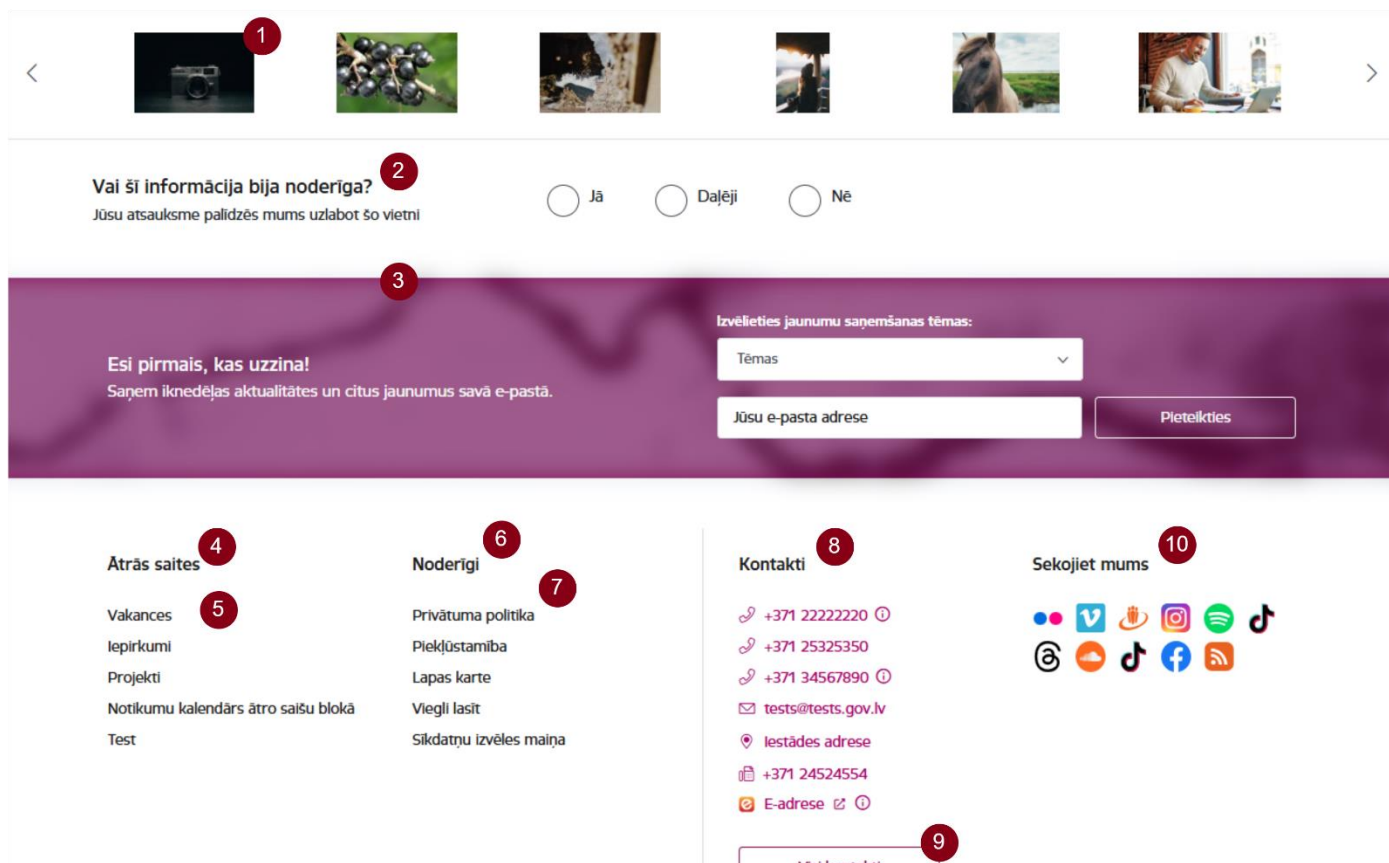 1
2
Vai šī informācija bija noderīga?
Jūsu atsauksme palīdzēs mums uzlabot šo vietni
Jā
Daļēji
Nē
3
Esi pirmais, kas uzzina!
Saņem iknedēļas aktualitātes un citus jaunumus savā e-pastā.
Izvēlieties jaunumu saņemšanas tēmas:
Tēmas
Jūsu e-pasta adrese
Pieteikties
4
Ātrās saites
5
Vakances
Iepirkumi
Projekti
Notikumu kalendārs ātro saišu blokā
Test
6
Noderīgi
7
Privātuma politika
Piekļūstamība
Lapas karte
Viegli lasīt
Sīkdatņu izvēles maiņa
8
Kontakti
+371 22222220
+371 25325350
+371 34567890
tests@tests.gov.lv
Iestādes adrese
+371 24524554
E-adrese
9
10
Sekojiet mums